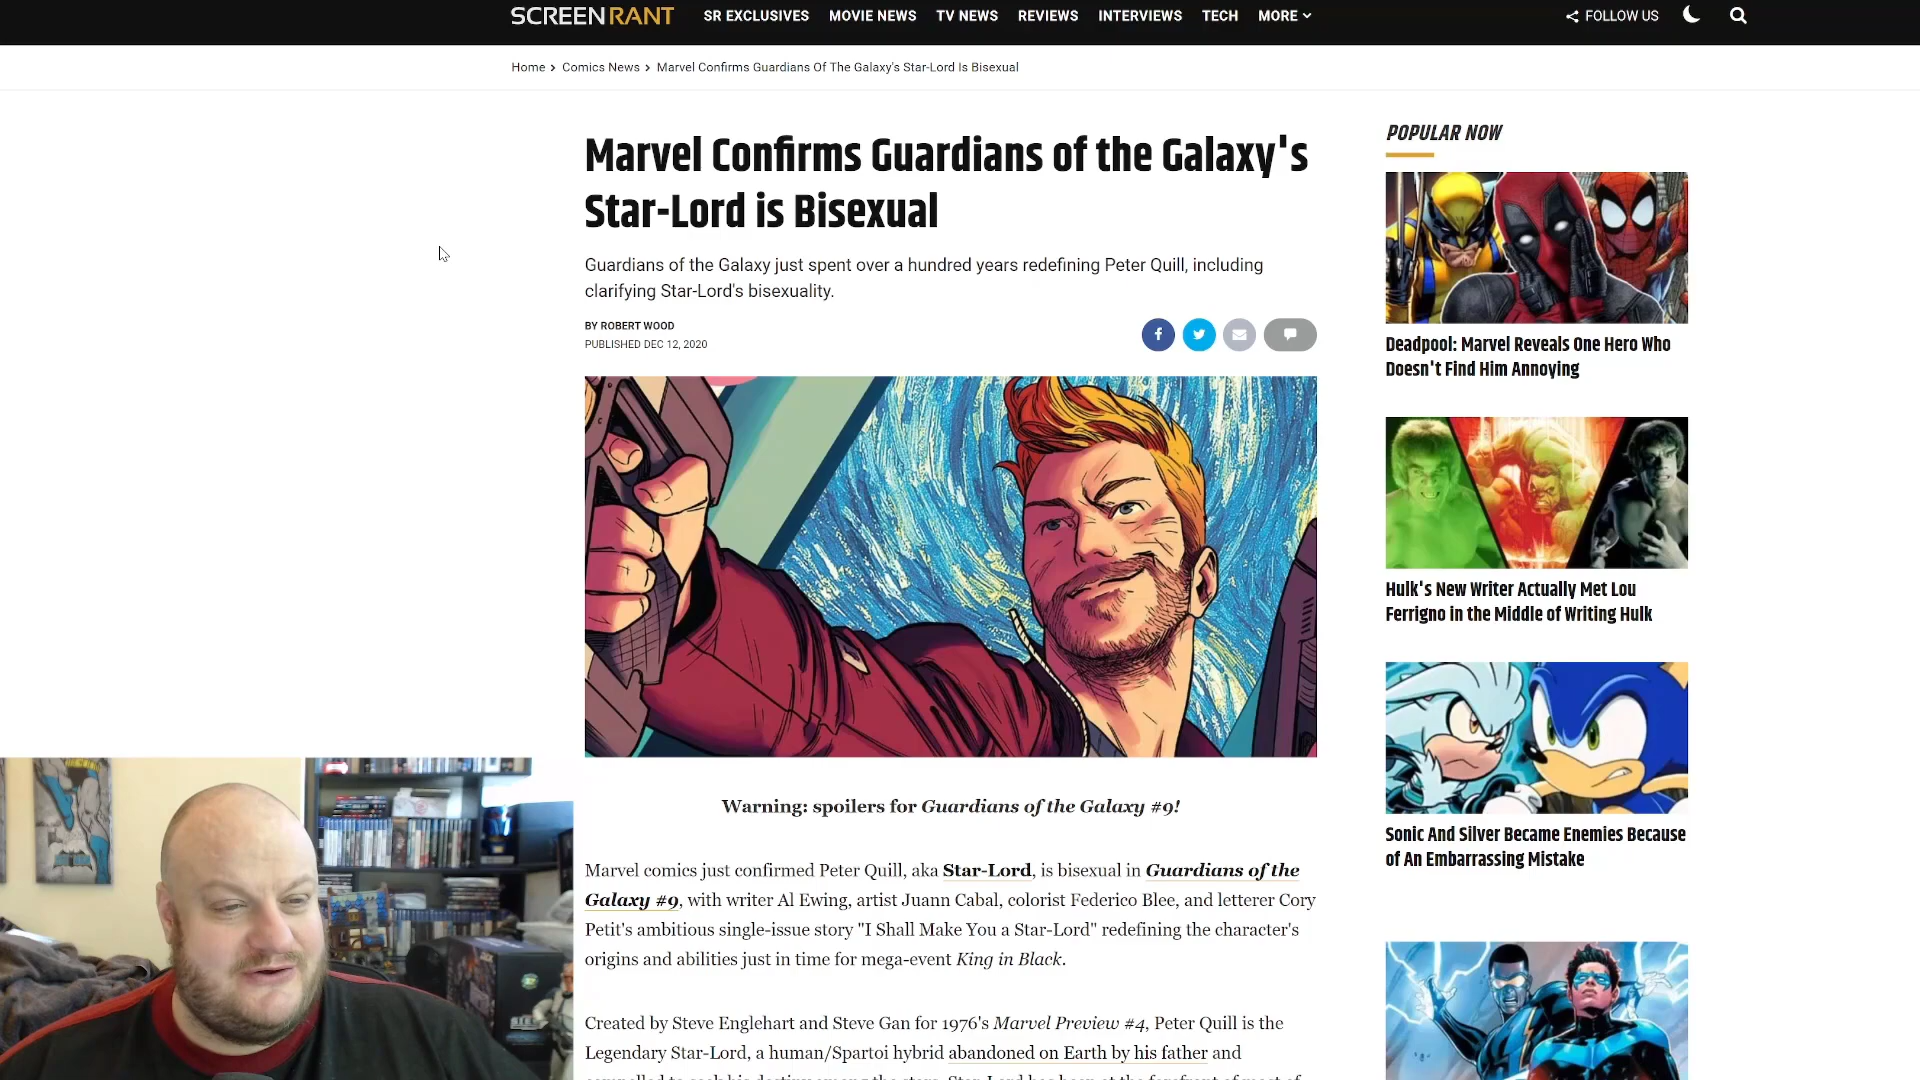 SCREENRANT SR EXCLUSIVES MOVIE NEWS TV NEWS REVIEWS INTERVIEWS TECH MORE FOLLOW US
Home > Comics News > Marvel Confirms Guardians Of The Galaxy's Star-Lord Is Bisexual
Marvel Confirms Guardians of the Galaxy's
Star-Lord is Bisexual
Guardians of the Galaxy just spent over a hundred years redefining Peter Quill, including
clarifying Star-Lord's bisexuality.
BY ROBERT WOOD
PUBLISHED DEC 12, 2020
Warning: spoilers for Guardians of the Galaxy #9!
Marvel comics just confirmed Peter Quill, aka Star-Lord, is bisexual in Guardians of the
Galaxy #9, with writer Al Ewing, artist Juann Cabal, colorist Federico Blee, and letterer Cory
Petit's ambitious single-issue story "I Shall Make You a Star-Lord" redefining the character's
origins and abilities just in time for mega-event King in Black.
Created by Steve Englehart and Steve Gan for 1976's Marvel Preview #4, Peter Quill is the
Legendary Star-Lord, a human/Spartoi hybrid abandoned on Earth by his father and
POPULAR NOW
Deadpool: Marvel Reveals One Hero Who
Doesn't Find Him Annoying
Hulk's New Writer Actually Met Lou
Ferrigno in the Middle of Writing Hulk
Sonic And Silver Became Enemies Because
of An Embarrassing Mistake